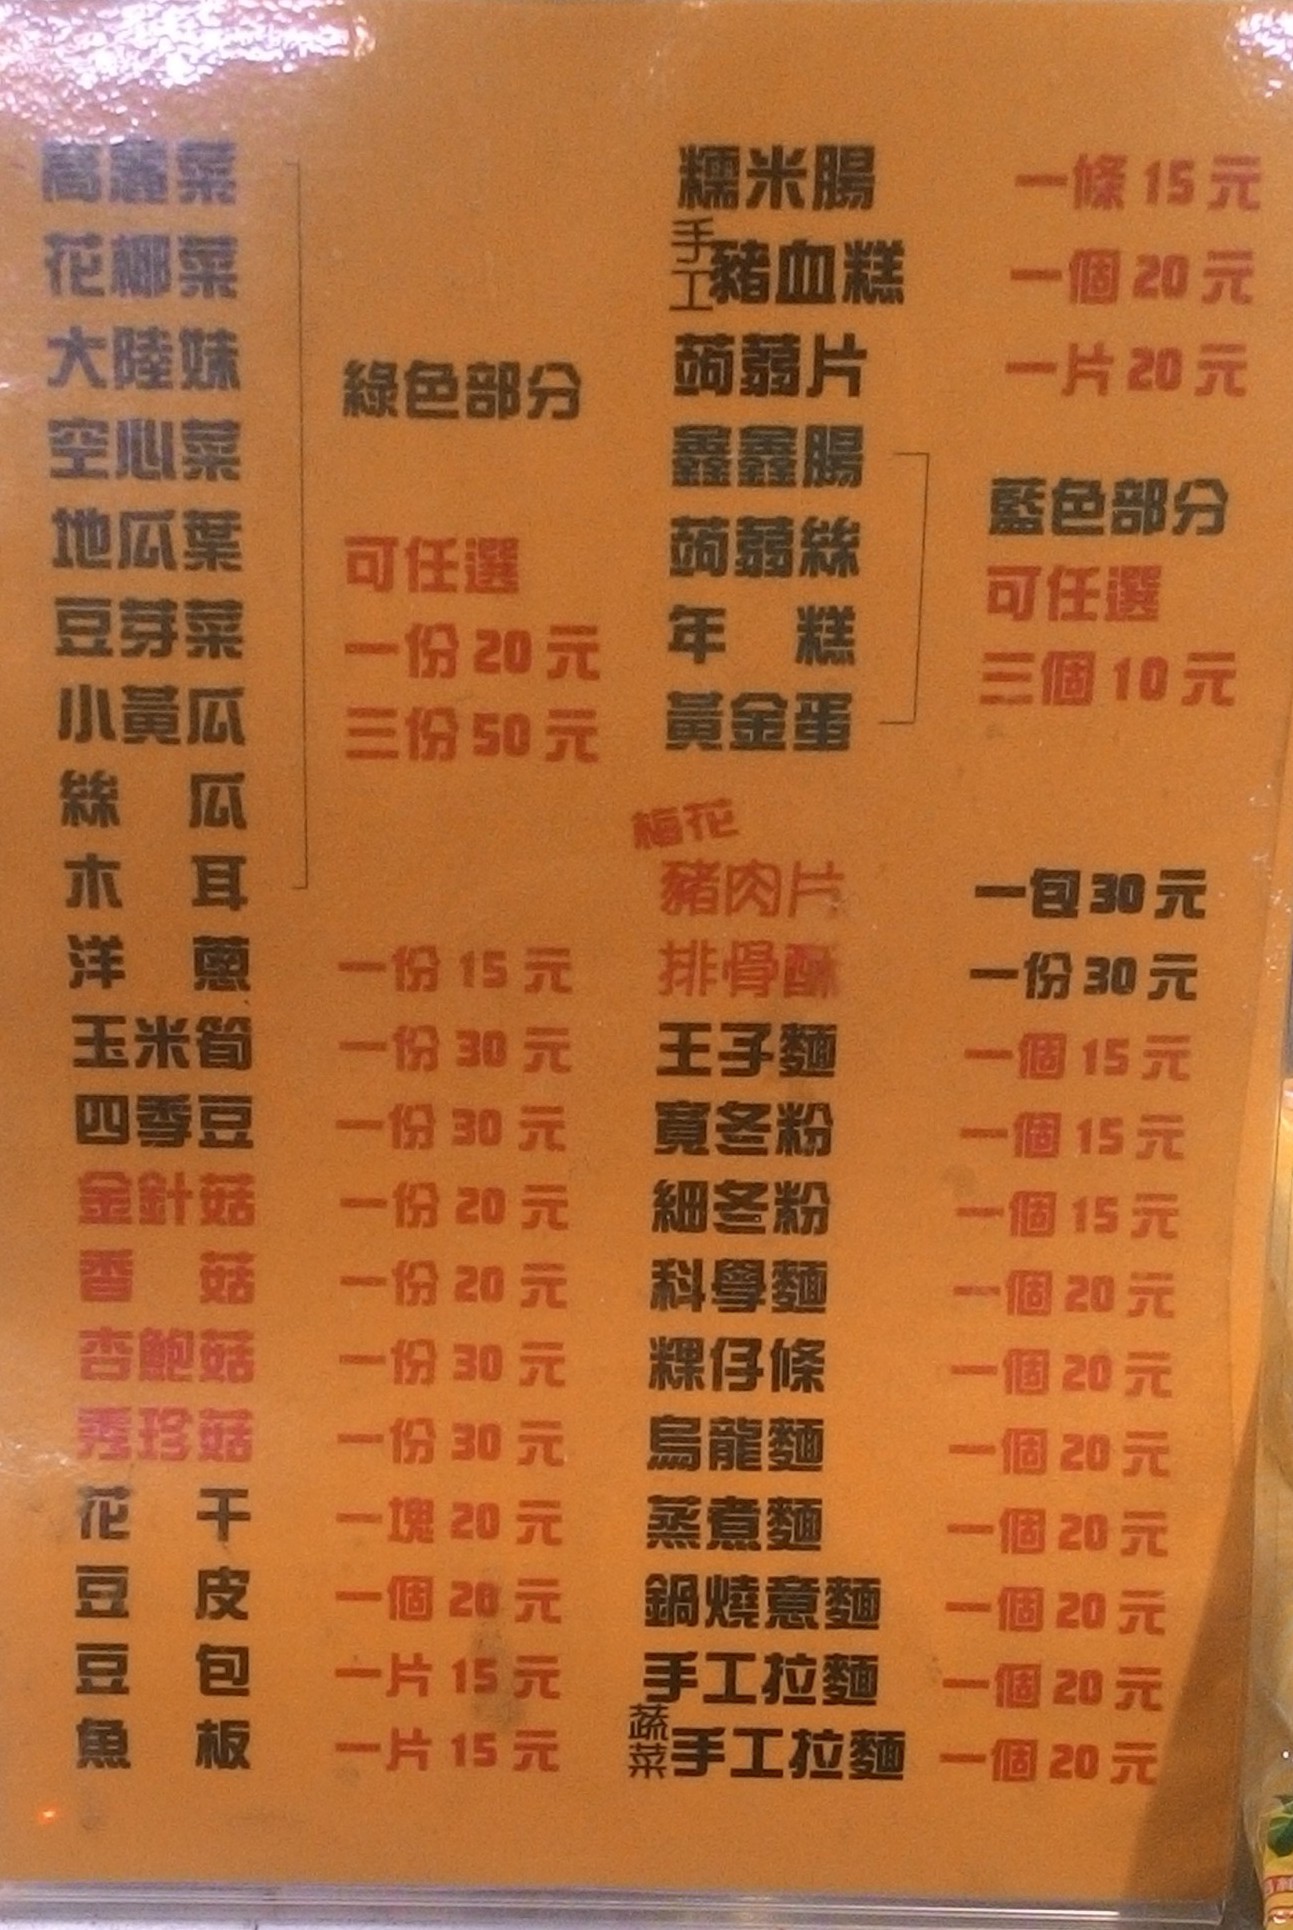 高麗菜
花椰菜
大陸妹
空心菜
地瓜葉
豆芽菜
小黃瓜
絲瓜
木耳
綠色部分
可任選
一份20元
三份50元
洋蔥 一份15元
玉米筍 一份30元
四季豆 一份30元
金針菇 一份20元
香菇 一份20元
杏鮑菇 一份30元
秀珍菇 一份30元
花干 一塊20元
豆皮 一個20元
豆包 一片15元
魚板 一片15元
糯米腸 一條15元
手工豬血糕 一個20元
蒟蒻片 一片20元
鑫鑫腸
蒟蒻絲
年糕
黃金蛋
藍色部分
可任選
三個10元
梅花
豬肉片 一包30元
排骨酥 一份30元
王子麵 一個15元
寬冬粉 一個15元
細冬粉 一個15元
科學麵 一個20元
粿仔條 一個20元
烏龍麵 一個20元
蒸煮麵 一個20元
鍋燒意麵 一個20元
手工拉麵 一個20元
蔬菜手工拉麵 一個20元